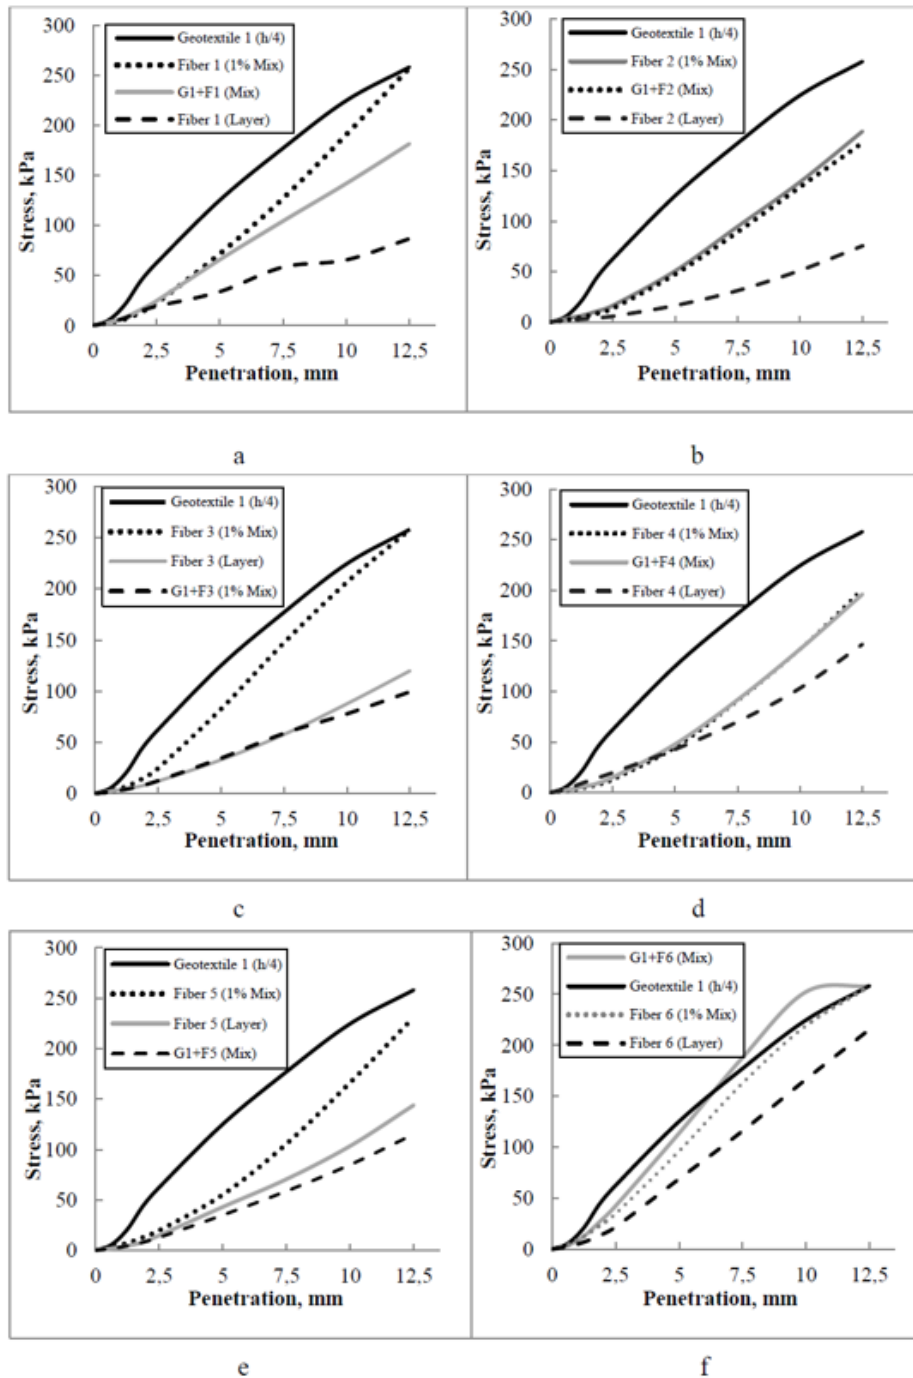 300
250
200
150
100
50
0
Stress, kPa
Geotextile 1 (h/4)
Fiber 1 (1% Mix)
G1+F1 (Mix)
Fiber 1 (Layer)
0 2,5 5 7,5 10 12,5
Penetration, mm
300
250
200
150
100
50
0
Stress, kPa
Geotextile 1 (h/4)
Fiber 2 (1% Mix)
G1+F2 (Mix)
Fiber 2 (Layer)
0 2,5 5 7,5 10 12,5
Penetration, mm
a
b
300
250
200
150
100
50
0
Stress, kPa
Geotextile 1 (h/4)
Fiber 3 (1% Mix)
Fiber 3 (Layer)
G1+F3 (1% Mix)
0 2,5 5 7,5 10 12,5
Penetration, mm
300
250
200
150
100
50
0
Stress, kPa
Geotextile 1 (h/4)
Fiber 4 (1% Mix)
G1+F4 (Mix)
Fiber 4 (Layer)
0 2,5 5 7,5 10 12,5
Penetration, mm
c
d
300
250
200
150
100
50
0
Stress, kPa
Geotextile 1 (h/4)
Fiber 5 (1% Mix)
Fiber 5 (Layer)
G1+F5 (Mix)
0 2,5 5 7,5 10 12,5
Penetration, mm
300
250
200
150
100
50
0
Stress, kPa
G1+F6 (Mix)
Geotextile 1 (h/4)
Fiber 6 (1% Mix)
Fiber 6 (Layer)
0 2,5 5 7,5 10 12,5
Penetration, mm
e
f